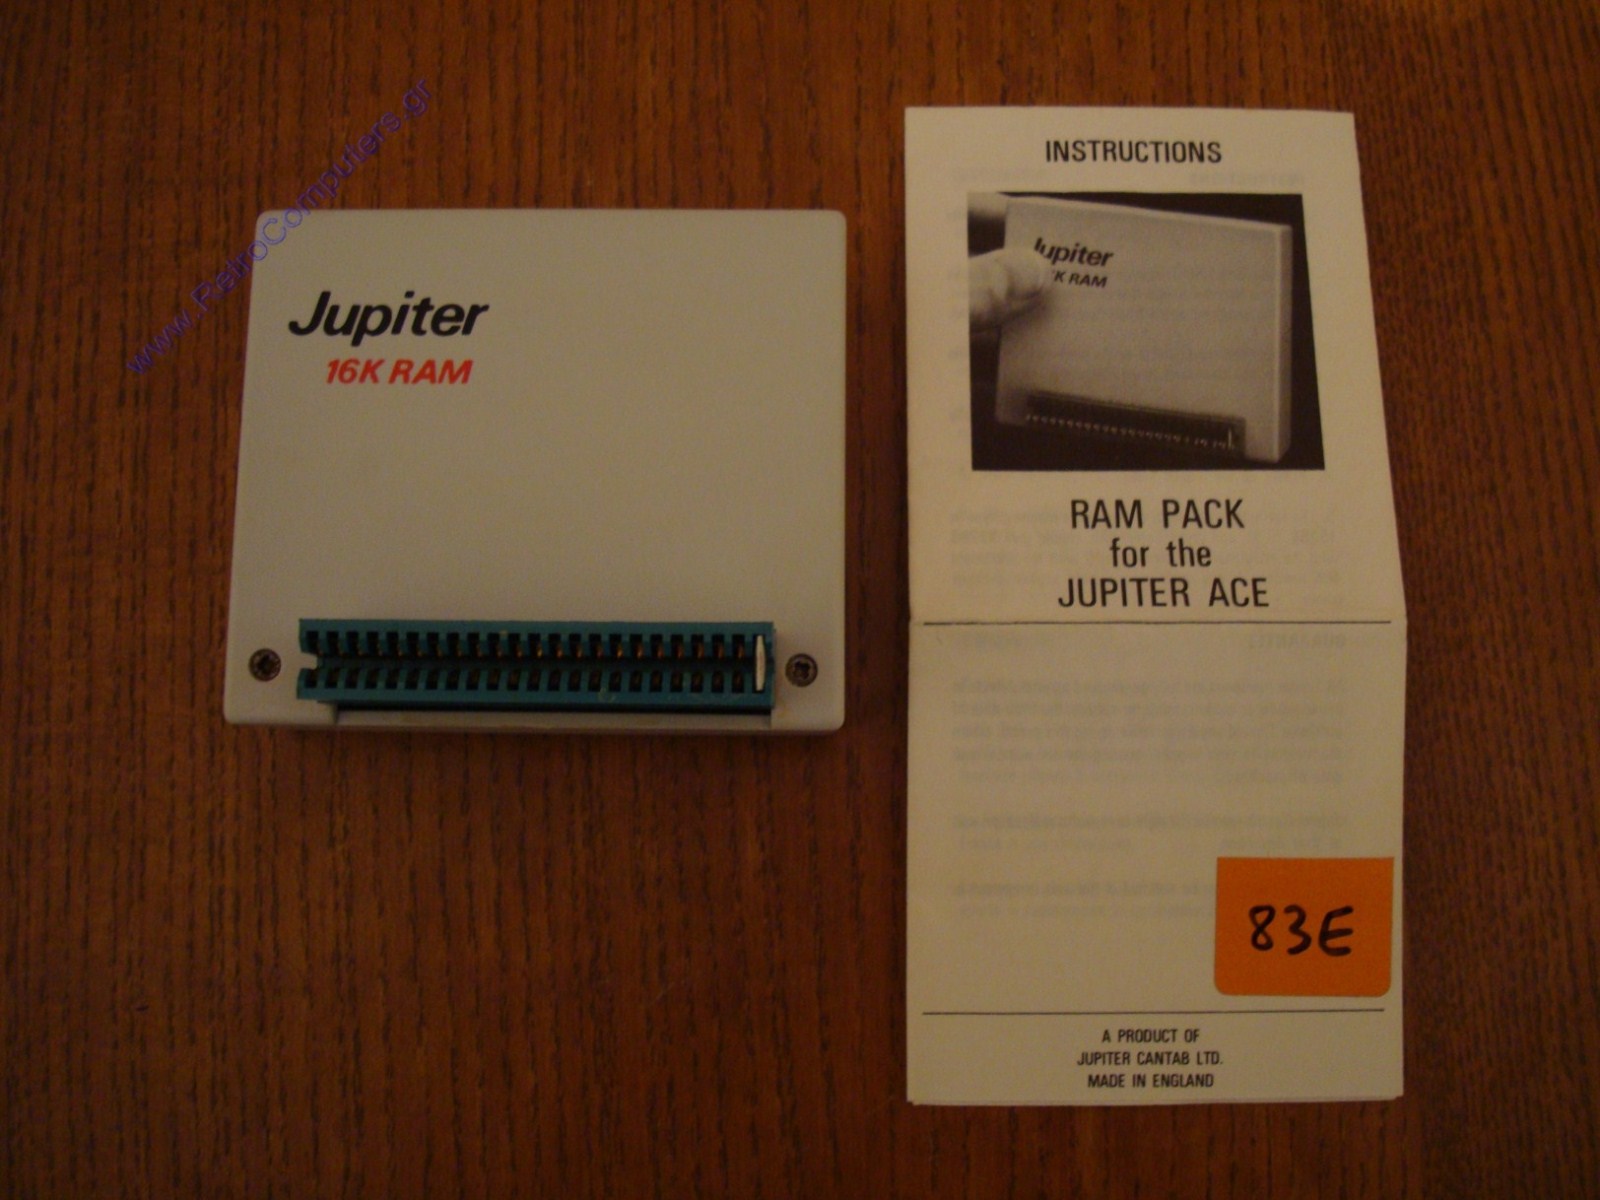 www.RetroComputers.gr
Jupiter
16K RAM
INSTRUCTIONS
Jupiter
K RAM
RAM PACK
for the
JUPITER ACE
83E
A PRODUCT OF
JUPITER CANTAB LTD.
MADE IN ENGLAND